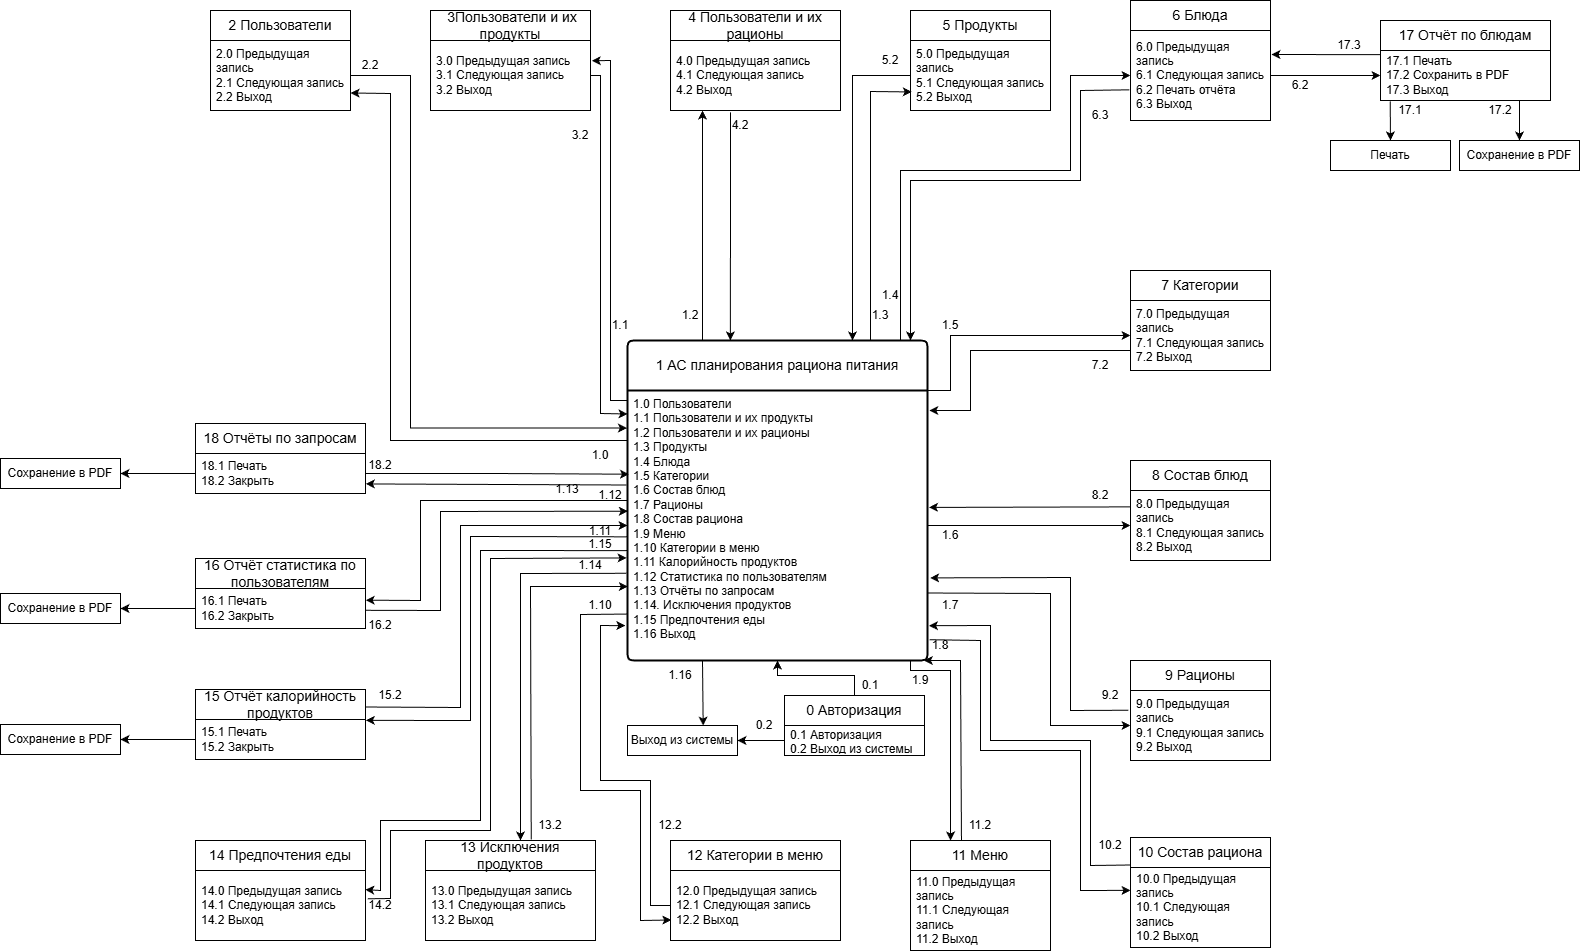 2 Пользователи
2.0 Предыдущая
запись
2.1 Следующая запись
2.2 Выход
2.2
3Пользователи и их
продукты
3.0 Предыдущая запись
3.1 Следующая запись
3.2 Выход
3.2
4 Пользователи и их
рационы
4.0 Предыдущая запись
4.1 Следующая запись
4.2 Выход
4.2
5 Продукты
5.0 Предыдущая
запись
5.1 Следующая запись
5.2 Выход
5.2
6 Блюда
6.0 Предыдущая
запись
6.1 Следующая запись
6.2 Печать отчёта
6.3 Выход
6.3
6.2
17.3
17 Отчёт по блюдам
17.1 Печать
17.2 Сохранить в PDF
17.3 Выход
17.1
17.2
Печать
Сохранение в PDF
1.1
1.2
1.3
1.4
1.5
7 Категории
7.0 Предыдущая
запись
7.1 Следующая запись
7.2 Выход
7.2
1 АС планирования рациона питания
1.0 Пользователи
1.1 Пользователи и их продукты
1.2 Пользователи и их рационы
1.3 Продукты
1.4 Блюда
1.5 Категории
1.6 Состав блюд
1.7 Рационы
1.8 Состав рациона
1.9 Меню
1.10 Категории в меню
1.11 Калорийность продуктов
1.12 Статистика по пользователям
1.13 Отчёты по запросам
1.14. Исключения продуктов
1.15 Предпочтения еды
1.16 Выход
18 Отчёты по запросам
18.1 Печать
18.2 Закрыть
18.2
Сохранение в PDF
1.0
1.13
1.12
1.11
1.15
1.14
1.10
8 Состав блюд
8.0 Предыдущая
запись
8.1 Следующая запись
8.2 Выход
8.2
1.6
16 Отчёт статистика по
пользователям
16.1 Печать
16.2 Закрыть
16.2
Сохранение в PDF
1.7
1.8
1.9
9 Рационы
9.0 Предыдущая
запись
9.1 Следующая запись
9.2 Выход
9.2
15 Отчёт калорийность
продуктов
15.1 Печать
15.2 Закрыть
15.2
Сохранение в PDF
1.16
Выход из системы
0.1
0.2
0 Авторизация
0.1 Авторизация
0.2 Выход из системы
14 Предпочтения еды
14.0 Предыдущая запись
14.1 Следующая запись
14.2 Выход
14.2
13 Исключения
продуктов
13.0 Предыдущая запись
13.1 Следующая запись
13.2 Выход
13.2
12 Категории в меню
12.0 Предыдущая запись
12.1 Следующая запись
12.2 Выход
12.2
11 Меню
11.0 Предыдущая
запись
11.1 Следующая
запись
11.2 Выход
11.2
10 Состав рациона
10.0 Предыдущая
запись
10.1 Следующая
запись
10.2 Выход
10.2